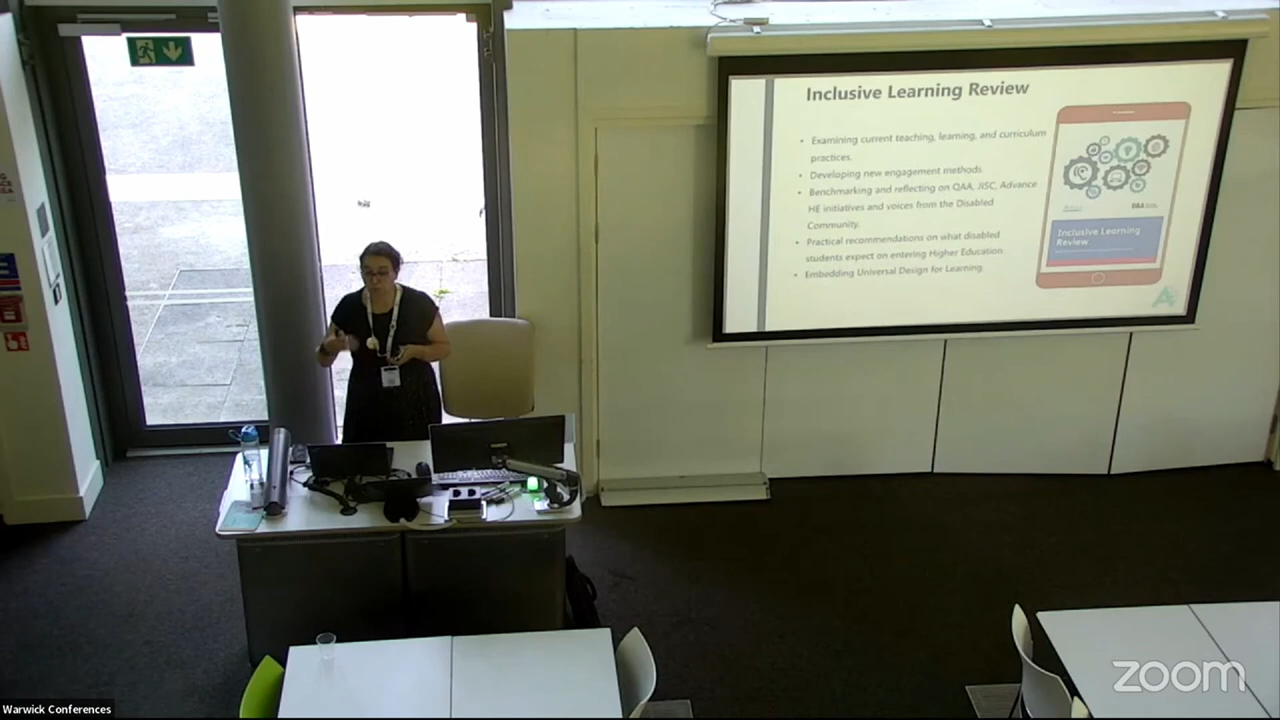 Inclusive Learning Review
• Examining current teaching, learning, and curriculum
practices.
• Developing new engagement methods
• Benchmarking and reflecting on QAA, JISC, Advance
HE initiatives and voices from the Disabled
Community.
• Practical recommendations on what disabled
students expect on entering Higher Education
• Embedding Universal Design for Learning
QAA
Inclusive Learning
Review
zoom
Warwick Conferences